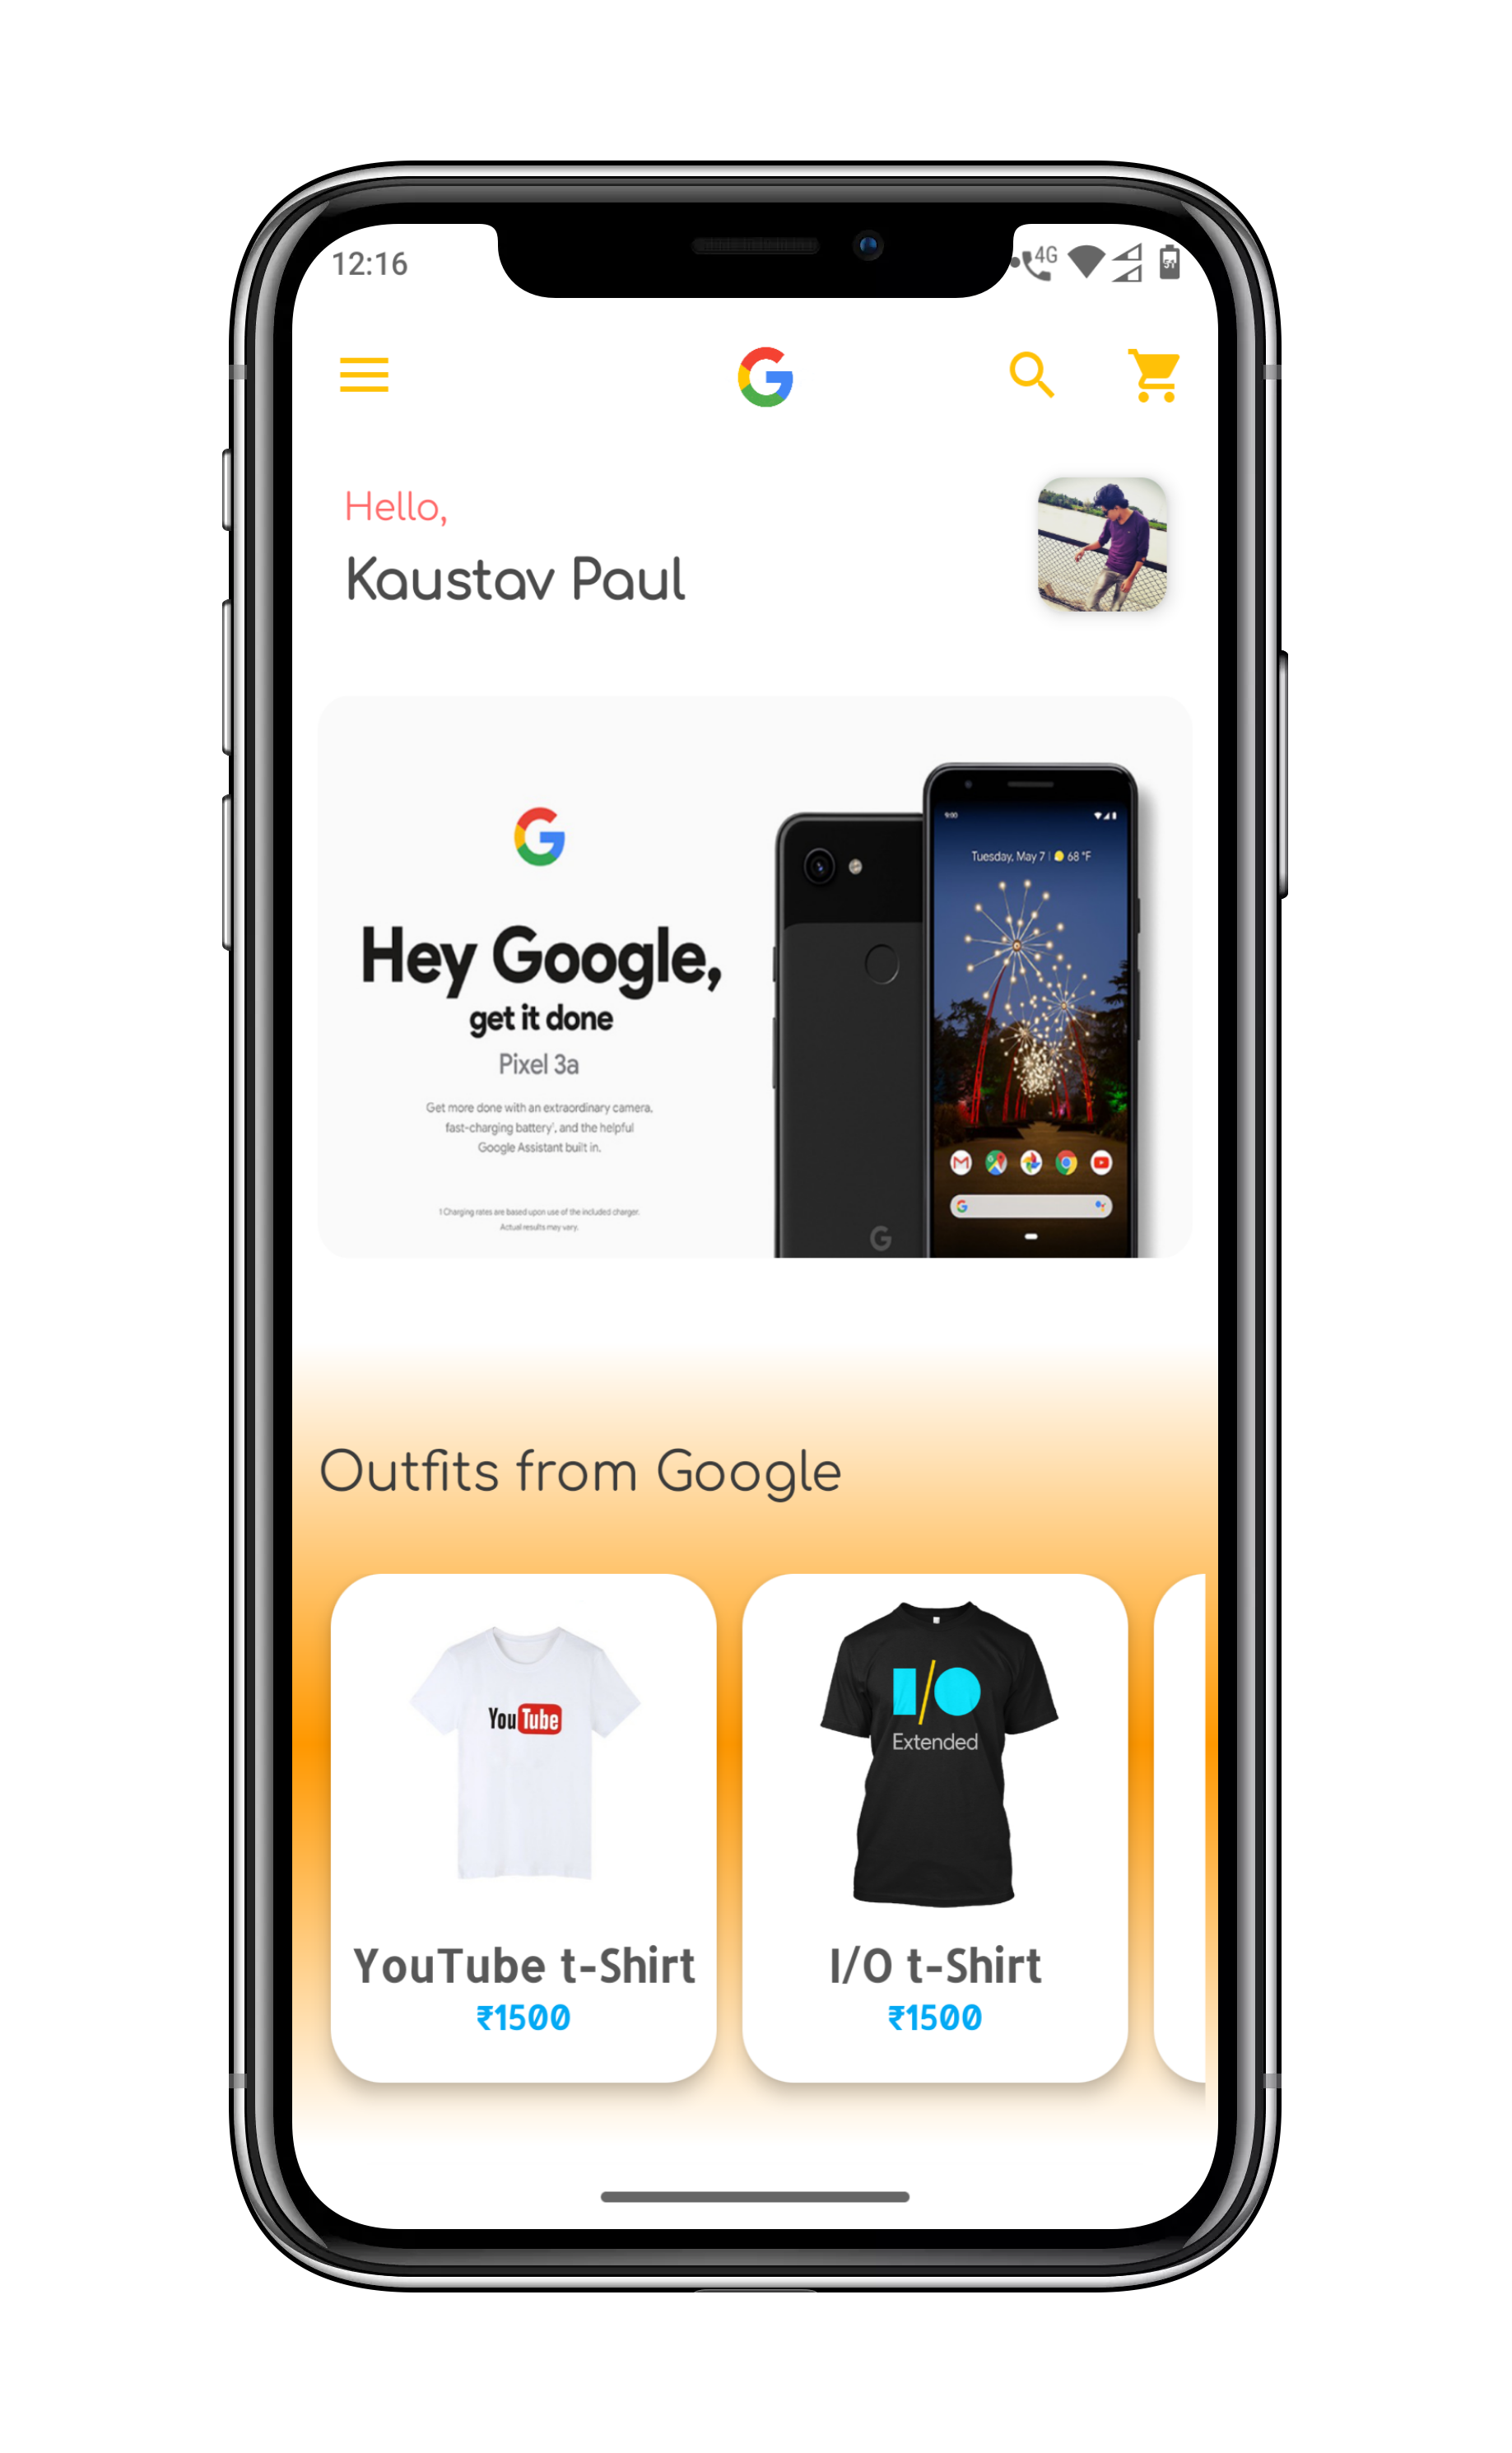 12:16
4G
51
Hello,
Kaustav Paul
Hey Google,
get it done
Pixel 3a
Get more done with an extraordinary camera,
fast-charging battery¹, and the helpful
Google Assistant built in.
1 Charging rates are based upon use of the included charger.
Actual results may vary.
9:00
Tuesday, May 7 | 68 °F
Outfits from Google
YouTube
I/O
Extended
YouTube t-Shirt
₹1500
I/O t-Shirt
₹1500